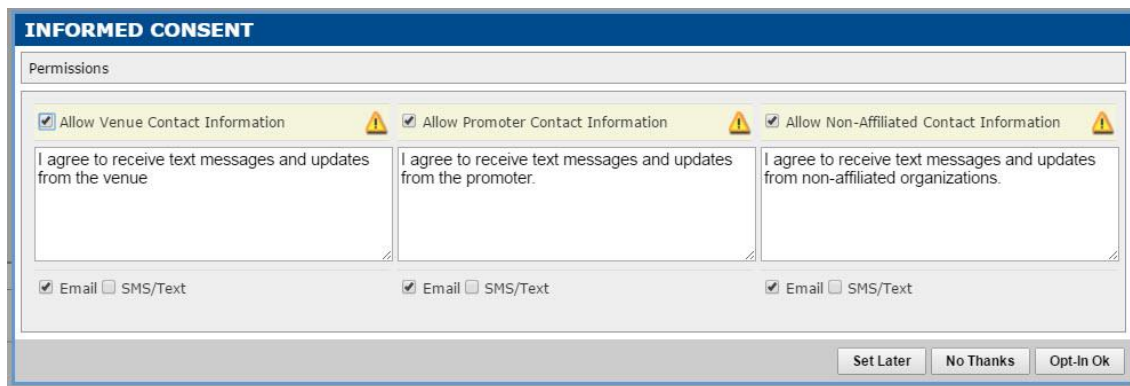 INFORMED CONSENT
Permissions
Allow Venue Contact Information
Allow Promoter Contact Information
Allow Non-Affiliated Contact Information
I agree to receive text messages and updates
from the venue
I agree to receive text messages and updates
from the promoter.
I agree to receive text messages and updates
from non-affiliated organizations.
Email SMS/Text
Email SMS/Text
Email SMS/Text
Set Later
No Thanks
Opt-In Ok